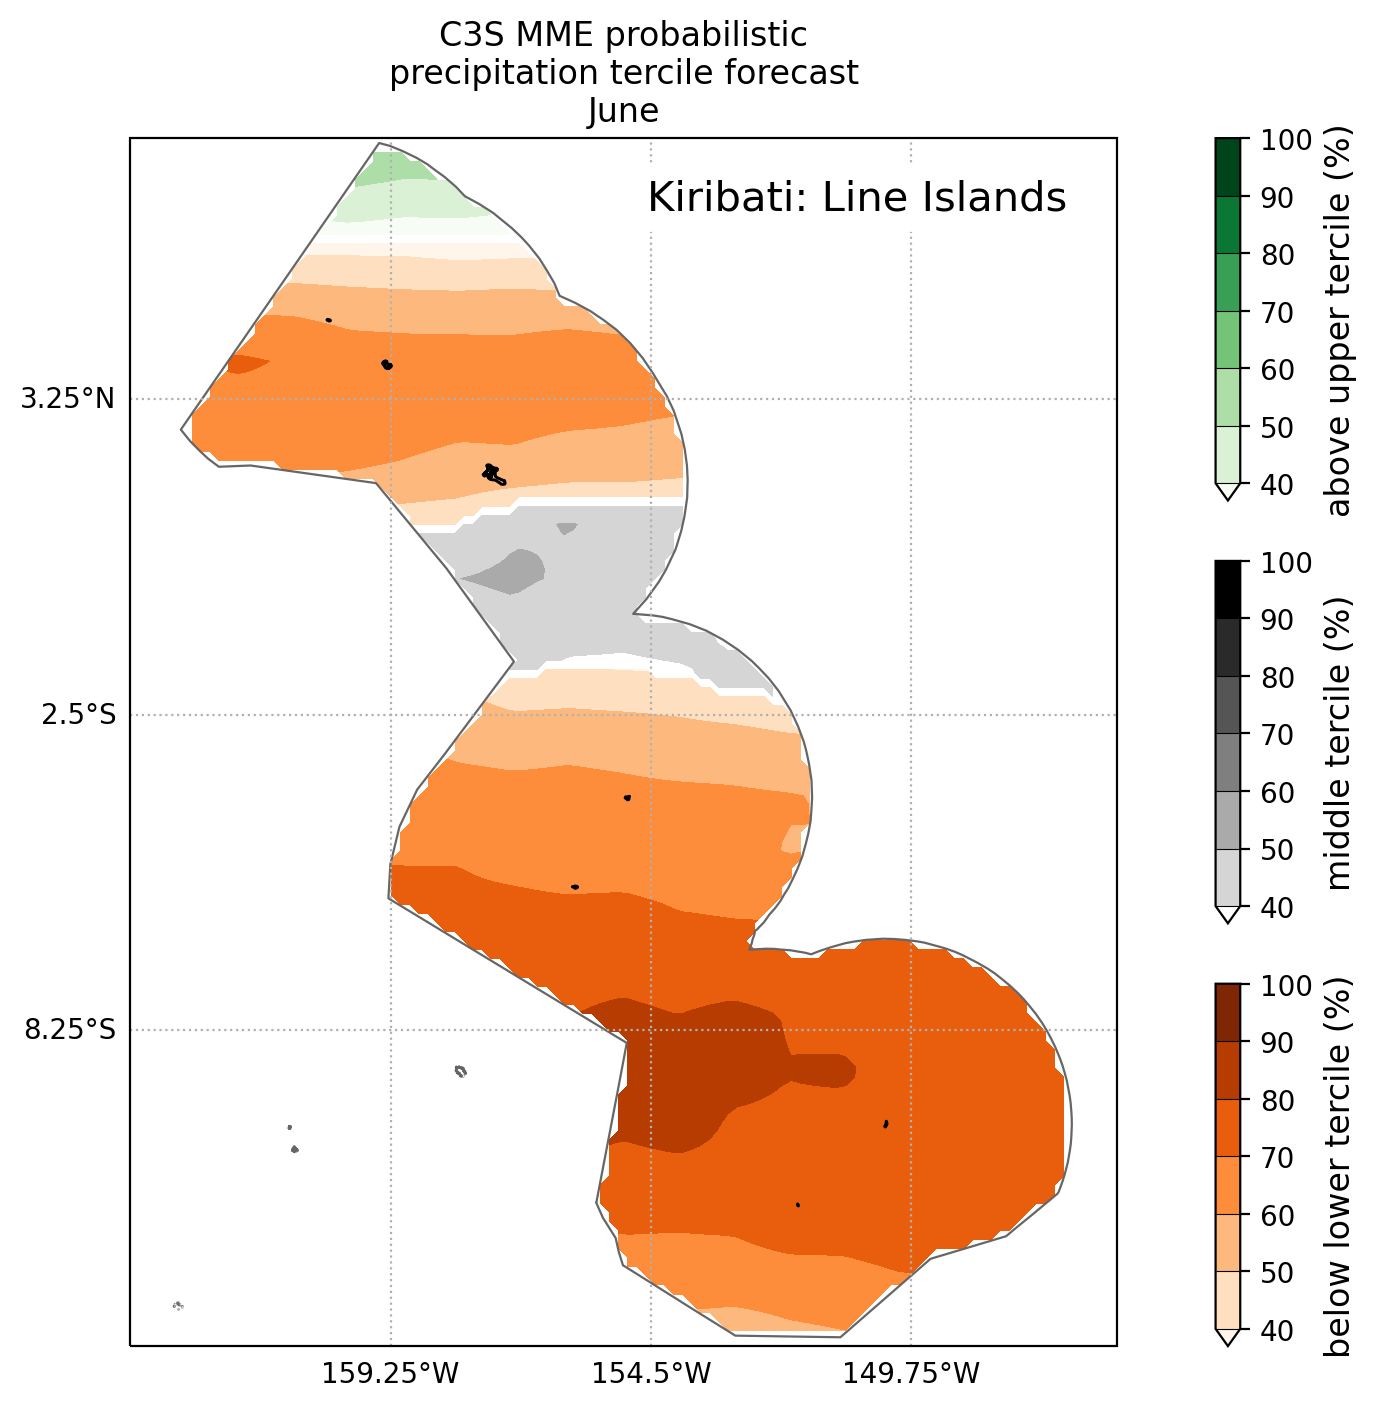 C3S MME probabilistic
precipitation tercile forecast
June
Kiribati: Line Islands
3.25°N
2.5°S
8.25°S
159.25°W
154.5°W
149.75°W
100
90
80
70
60
50
40
above upper tercile (%)
100
90
80
70
60
50
40
middle tercile (%)
100
90
80
70
60
50
40
below lower tercile (%)